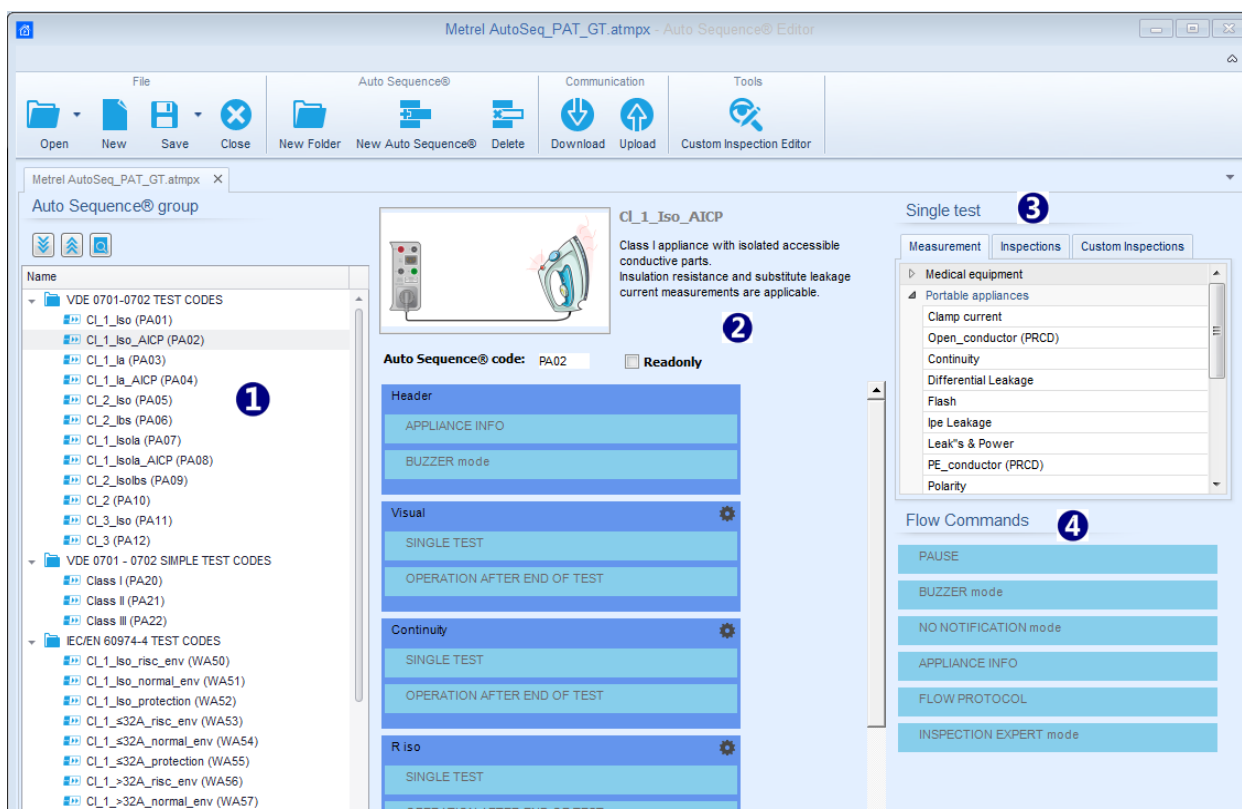 Metrel AutoSeq_PAT_GT.atmpx - Auto Sequence® Editor
File
Auto Sequence®
Communication
Tools
Open
New
Save
Close
New Folder
New Auto Sequence®
Delete
Download
Upload
Custom Inspection Editor
Metrel AutoSeq_PAT_GT.atmpx X
Auto Sequence® group
Name
VDE 0701-0702 TEST CODES
Cl_1_Iso (PA01)
Cl_1_Iso_AICP (PA02)
Cl_1_Ia (PA03)
Cl_1_Ia_AICP (PA04)
Cl_2_Iso (PA05)
Cl_2_Ibs (PA06)
Cl_1_Isola (PA07)
Cl_1_Isola_AICP (PA08)
Cl_2_Isolbs (PA09)
Cl_2 (PA10)
Cl_3_Iso (PA11)
Cl_3 (PA12)
VDE 0701 - 0702 SIMPLE TEST CODES
Class I (PA20)
Class II (PA21)
Class III (PA22)
IEC/EN 60974-4 TEST CODES
Cl_1_Iso_risc_env (WA50)
Cl_1_Iso_normal_env (WA51)
Cl_1_Iso_protection (WA52)
Cl_1_≤32A_risc_env (WA53)
Cl_1_≤32A_normal_env (WA54)
Cl_1_≤32A_protection (WA55)
Cl_1_>32A_risc_env (WA56)
Cl_1_>32A_normal_env (WA57)
1
Cl_1_Iso_AICP
Class I appliance with isolated accessible
conductive parts.
Insulation resistance and substitute leakage
current measurements are applicable.
2
Auto Sequence® code: PA02 Readonly
Header
APPLIANCE INFO
BUZZER mode
Visual
SINGLE TEST
OPERATION AFTER END OF TEST
Continuity
SINGLE TEST
OPERATION AFTER END OF TEST
R iso
SINGLE TEST
OPERATION AFTER END OF TEST
Single test 3
Measurement Inspections Custom Inspections
Medical equipment
Portable appliances
Clamp current
Open_conductor (PRCD)
Continuity
Differential Leakage
Flash
Ipe Leakage
Leak"s & Power
PE_conductor (PRCD)
Polarity
Flow Commands 4
PAUSE
BUZZER mode
NO NOTIFICATION mode
APPLIANCE INFO
FLOW PROTOCOL
INSPECTION EXPERT mode